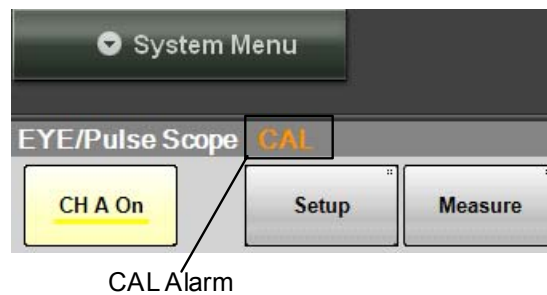 System Menu
EYE/Pulse Scope CAL
CH A On Setup Measure
CAL Alarm